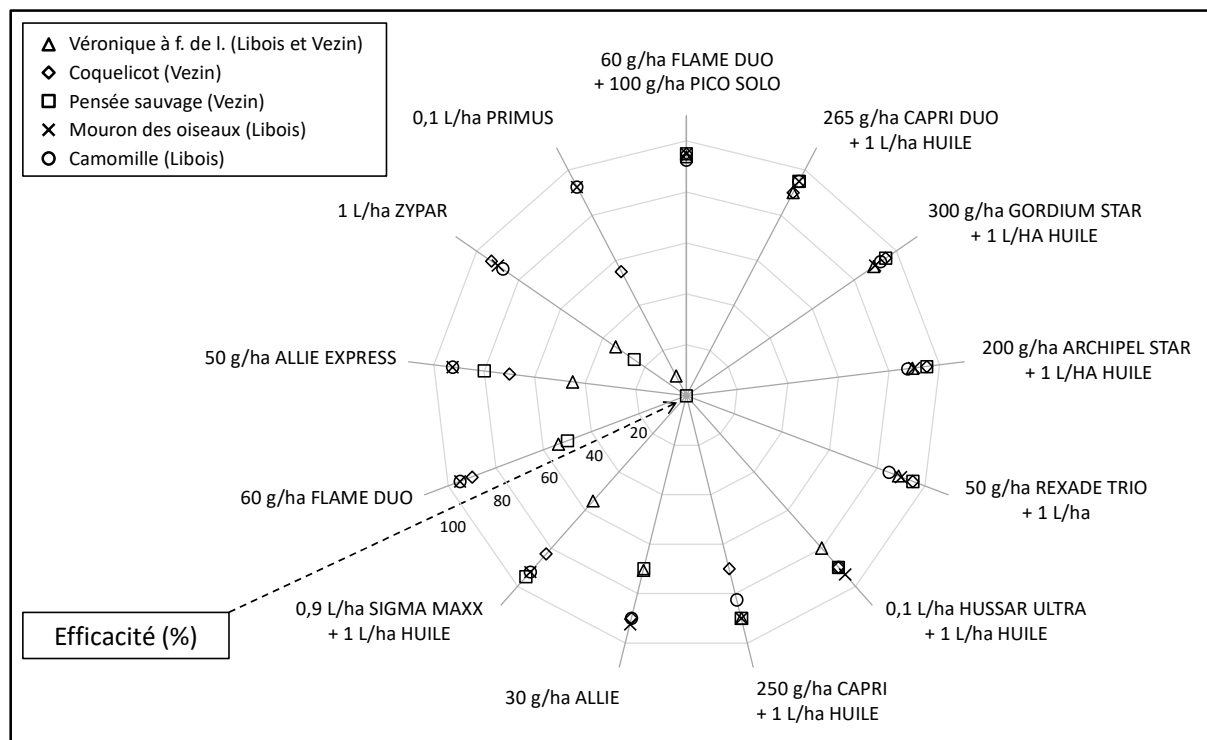 Véronique à f. de l. (Libois et Vezin)
Coquelicot (Vezin)
Pensée sauvage (Vezin)
Mouron des oiseaux (Libois)
Camomille (Libois)
60 g/ha FLAME DUO
+ 100 g/ha PICO SOLO
265 g/ha CAPRI DUO
+ 1 L/ha HUILE
300 g/ha GORDIUM STAR
+ 1 L/HA HUILE
200 g/ha ARCHIPEL STAR
+ 1 L/HA HUILE
50 g/ha REXADE TRIO
+ 1 L/ha
0,1 L/ha HUSSAR ULTRA
+ 1 L/ha HUILE
250 g/ha CAPRI
+ 1 L/ha HUILE
30 g/ha ALLIE
0,9 L/ha SIGMA MAXX
+ 1 L/ha HUILE
60 g/ha FLAME DUO
50 g/ha ALLIE EXPRESS
1 L/ha ZYPAR
0,1 L/ha PRIMUS
20
40
60
80
100
Efficacité (%)